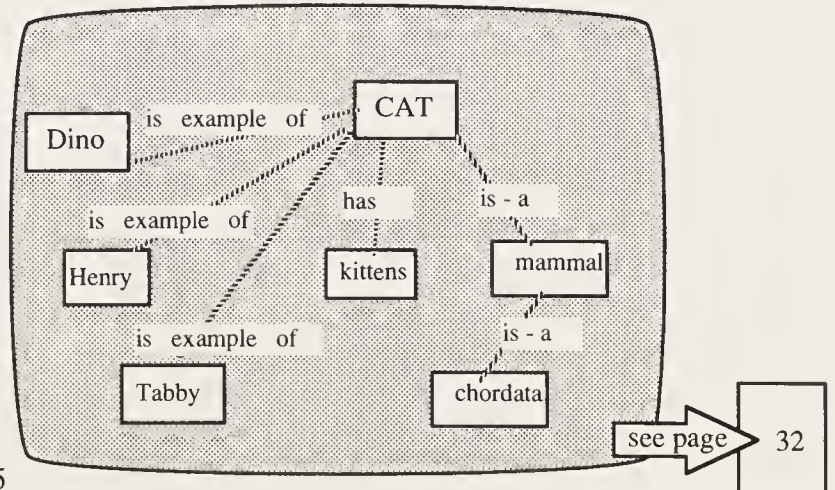 CAT
is example of
Dino
is example of
has
is - a
Henry
kittens
mammal
is example of
is - a
Tabby
chordata
see page
32
5